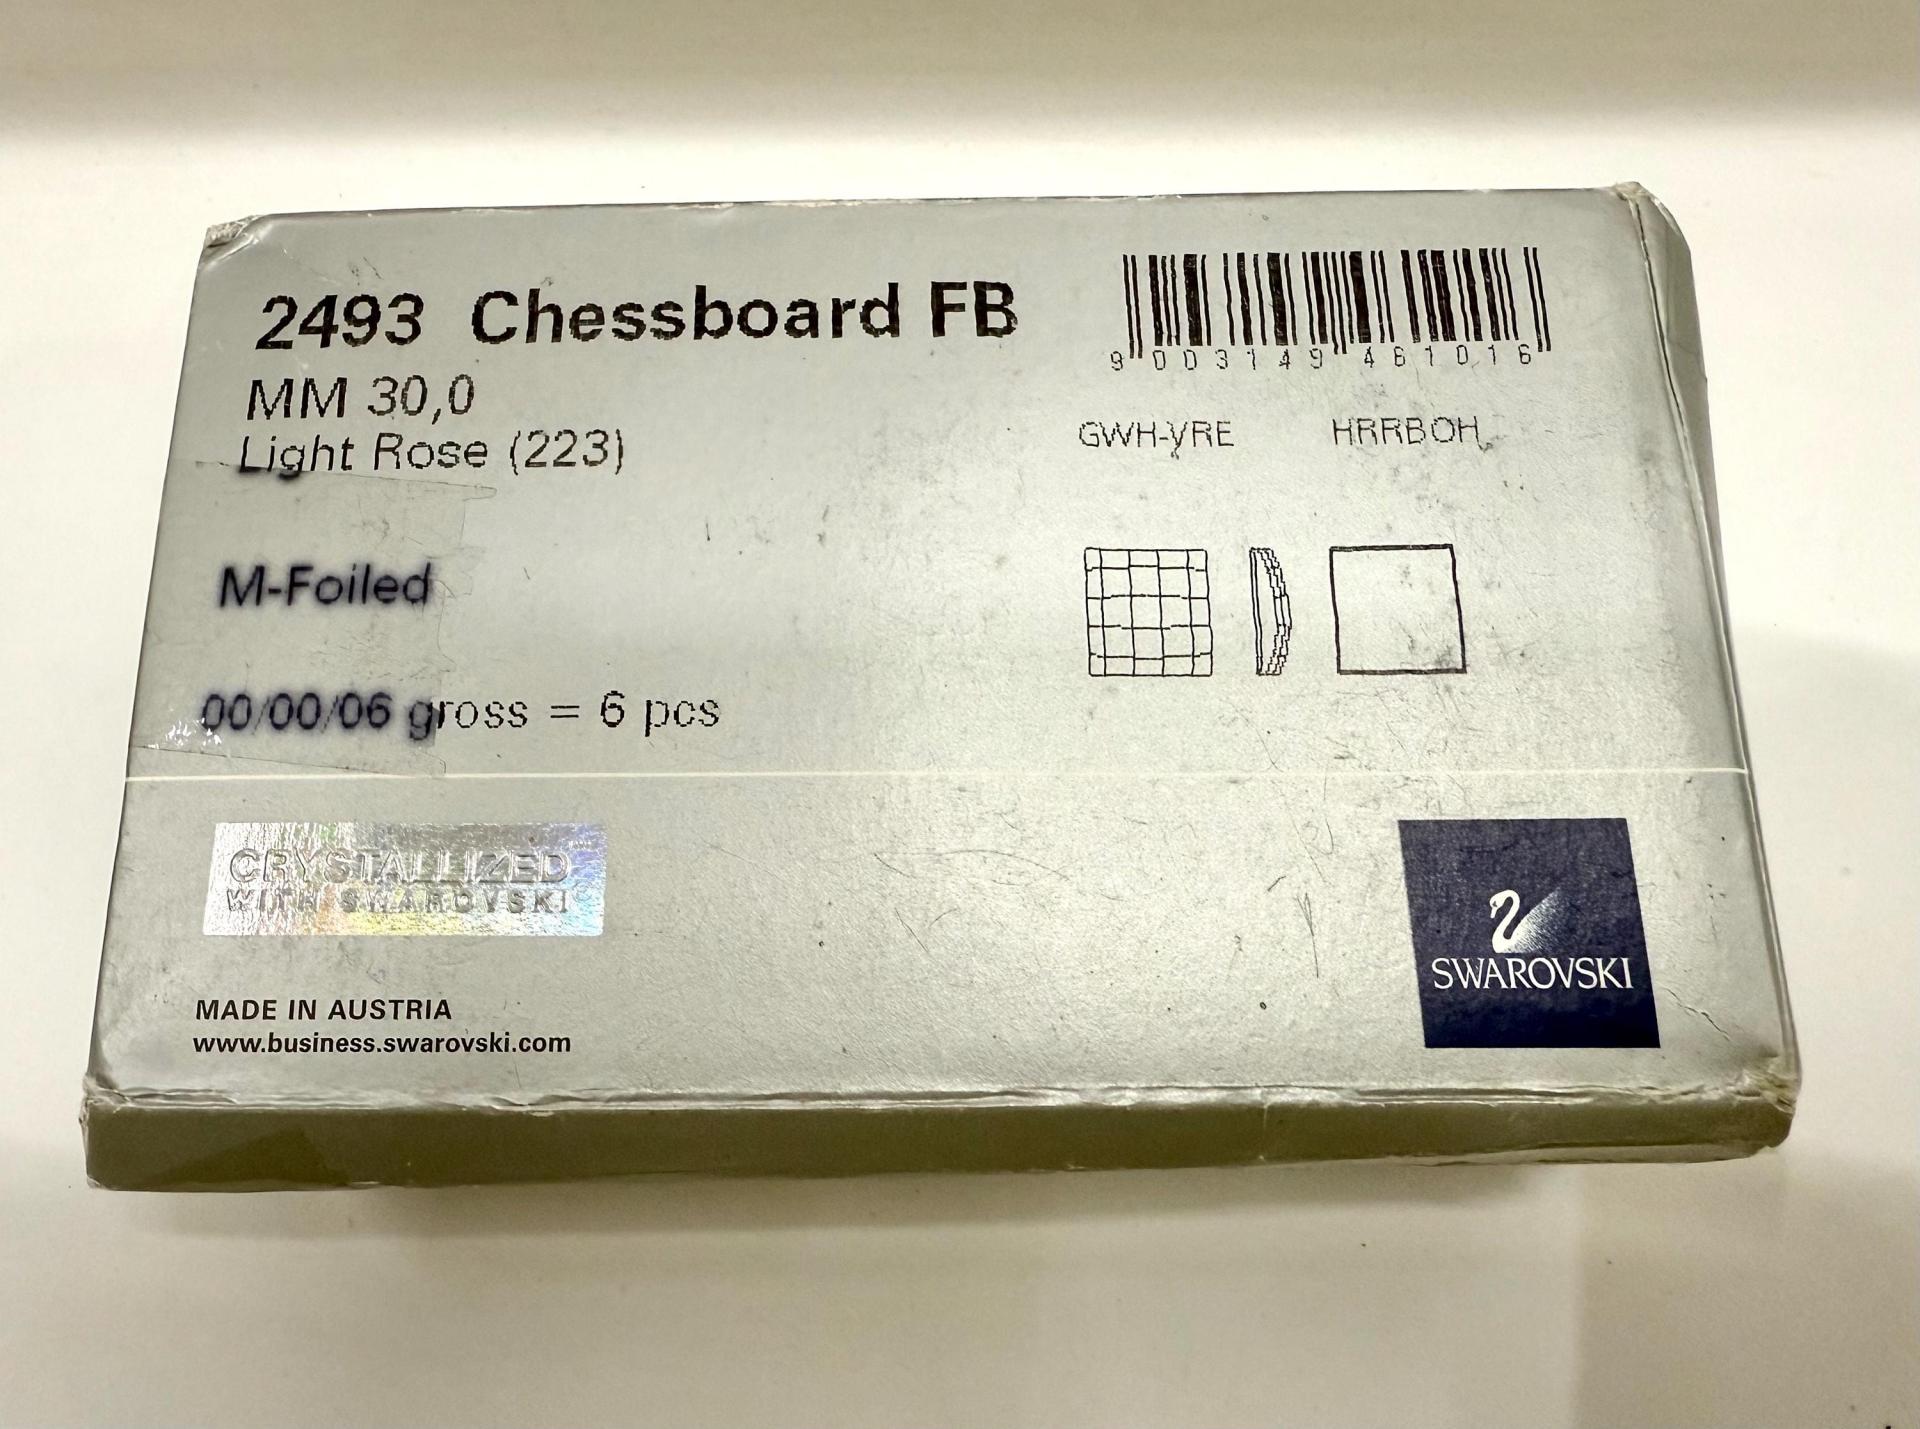 2493 Chessboard FB
MM 30,0
Light Rose (223)
9 003149 461016
GWH-VRE HRRBOH
M-Foiled
00/00/06 gross = 6 pcs
CRYSTALLIZED™
WITH SWAROVSKI
MADE IN AUSTRIA
www.business.swarovski.com
SWAROVSKI